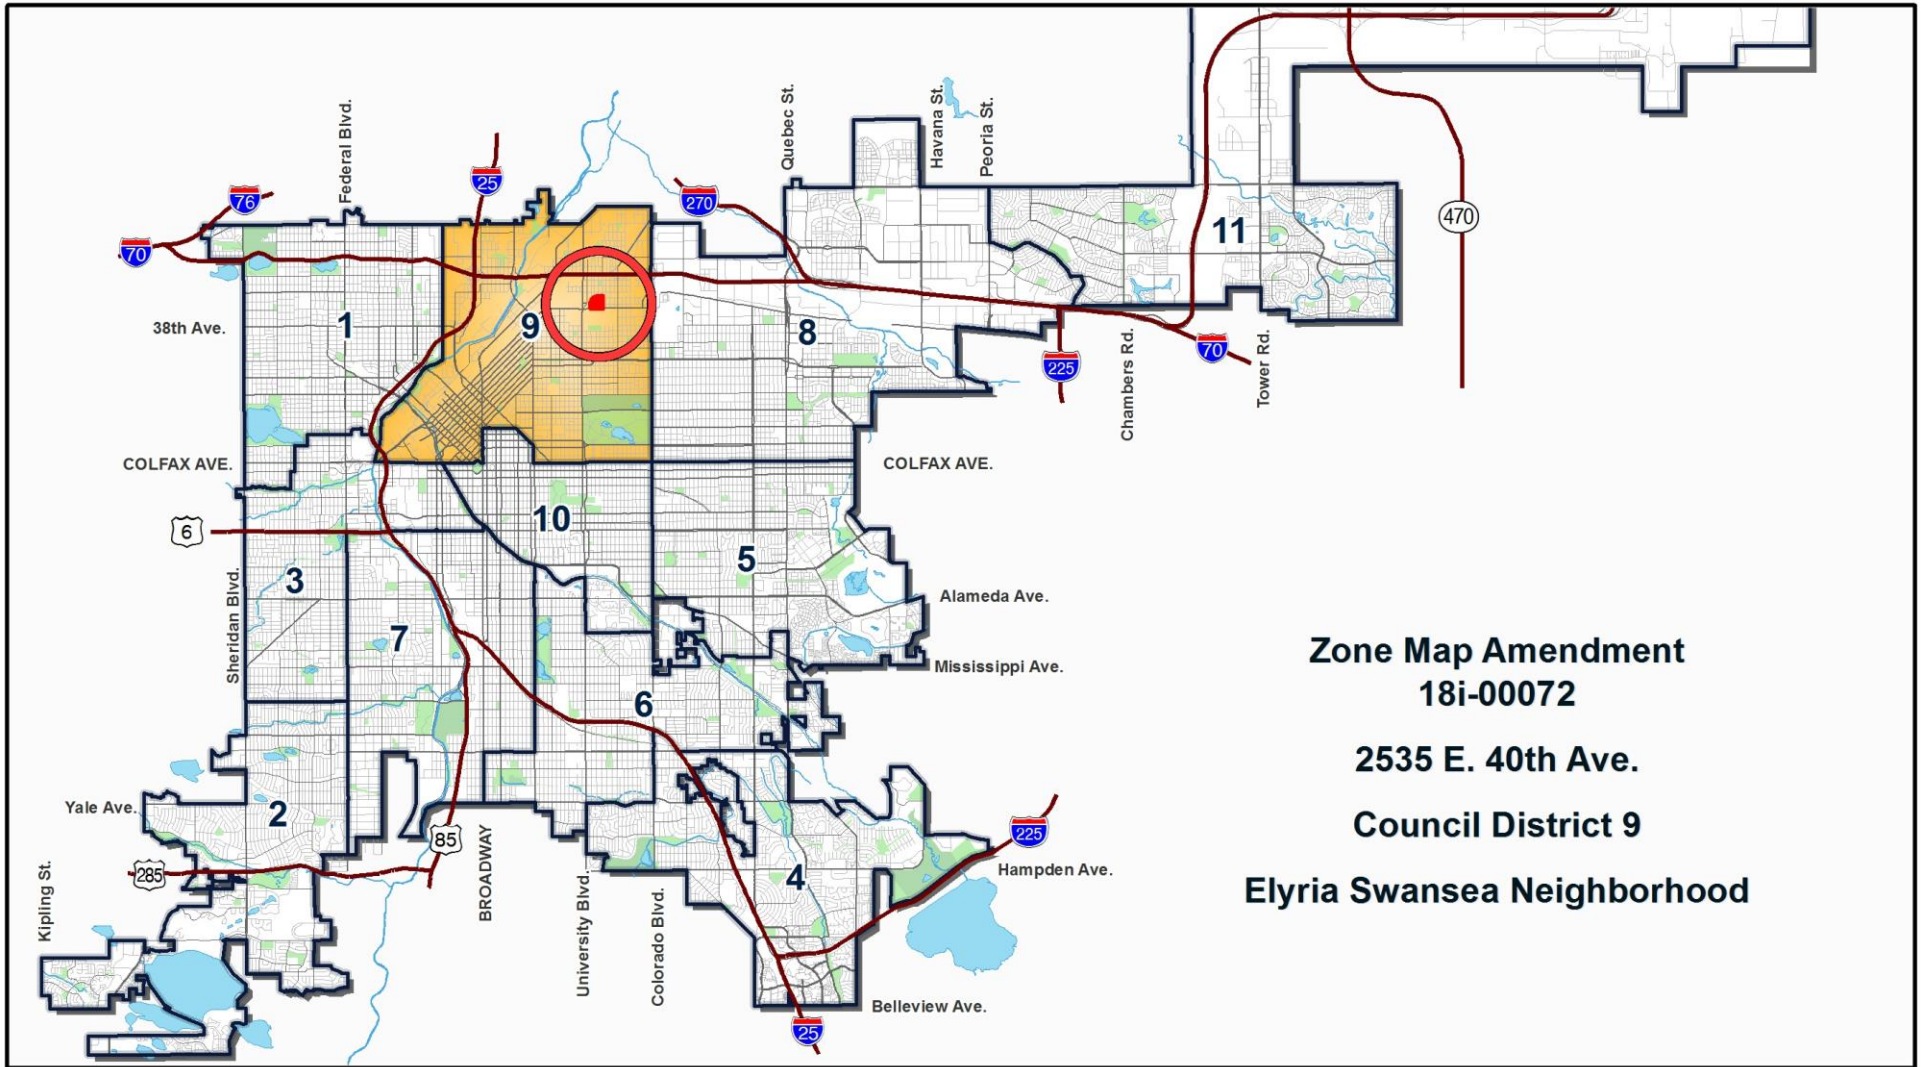 Federal Blvd.
Quebec St.
Havana St.
Peoria St.
25
76
270
70
470
11
38th Ave.
1
9
8
225
Chambers Rd.
70
Tower Rd.
COLFAX AVE.
COLFAX AVE.
6
10
5
3
Sheridan Blvd.
Alameda Ave.
7
Mississippi Ave.
6
Zone Map Amendment
18i-00072
2535 E. 40th Ave.
Council District 9
Elyria Swansea Neighborhood
Yale Ave.
2
85
BROADWAY
225
285
Hampden Ave.
4
Kipling St.
University Blvd.
Colorado Blvd.
Belleview Ave.
25